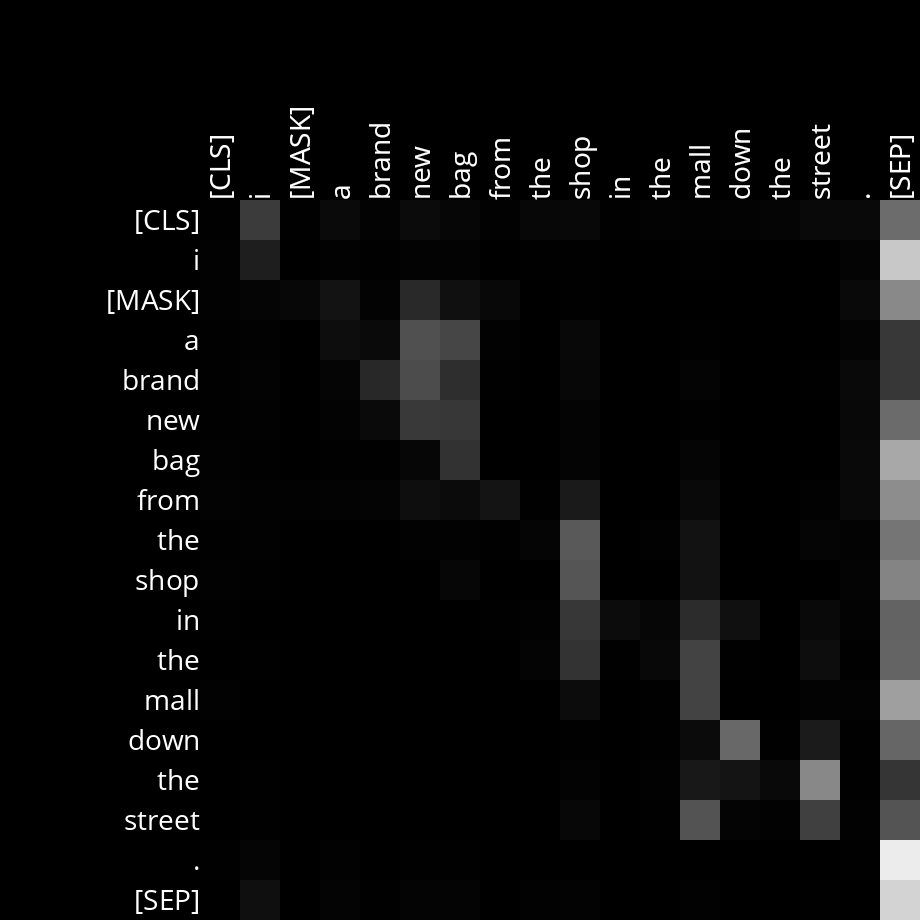 [CLS] i [MASK] a brand new bag from the shop in the mall down the street . [SEP]
[CLS]
i
[MASK]
a
brand
new
bag
from
the
shop
in
the
mall
down
the
street
.
[SEP]